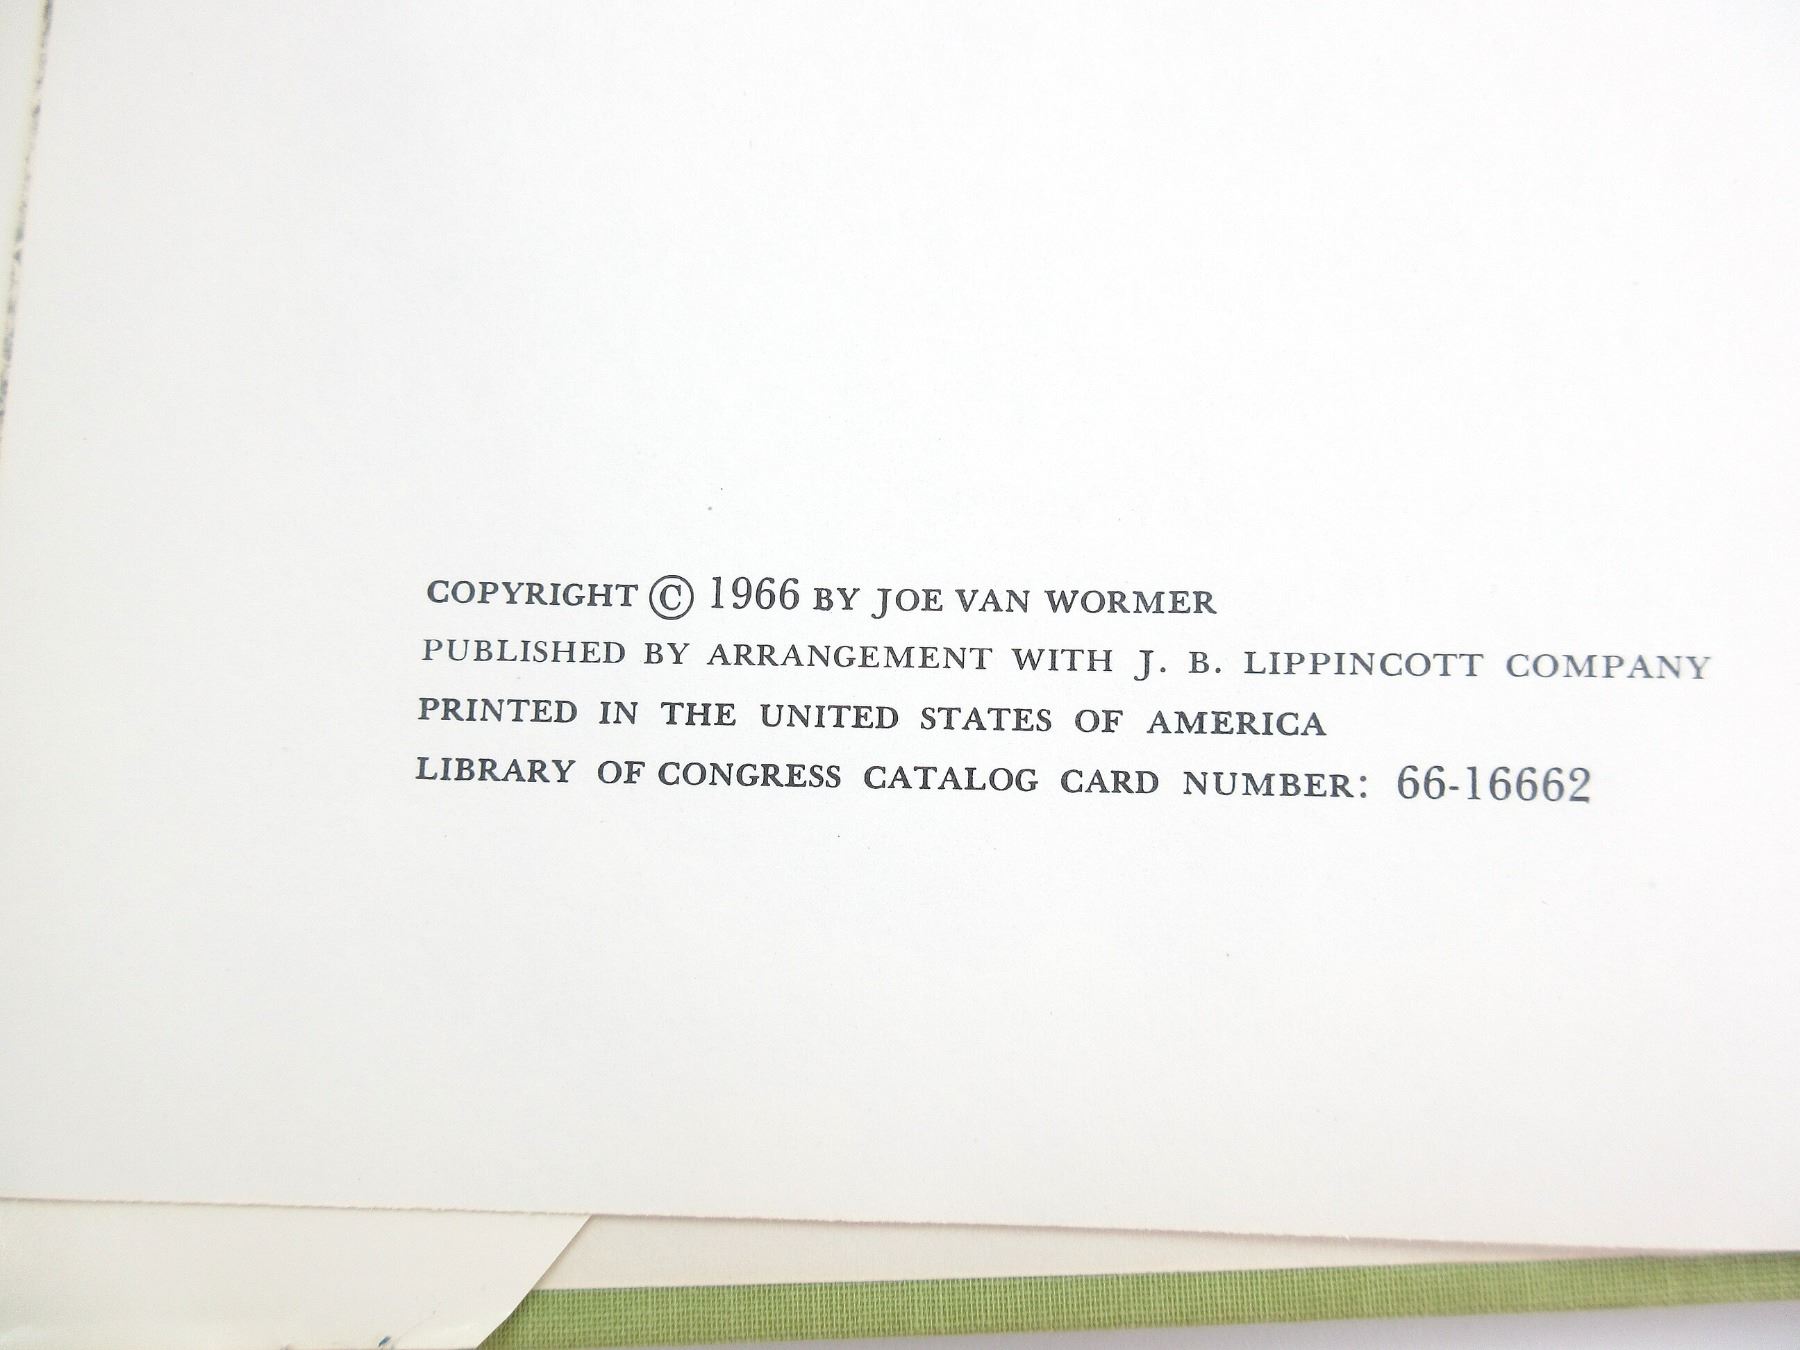 COPYRIGHT © 1966 BY JOE VAN WORMER
PUBLISHED BY ARRANGEMENT WITH J. B. LIPPINCOTT COMPANY
PRINTED IN THE UNITED STATES OF AMERICA
LIBRARY OF CONGRESS CATALOG CARD NUMBER: 66-16662